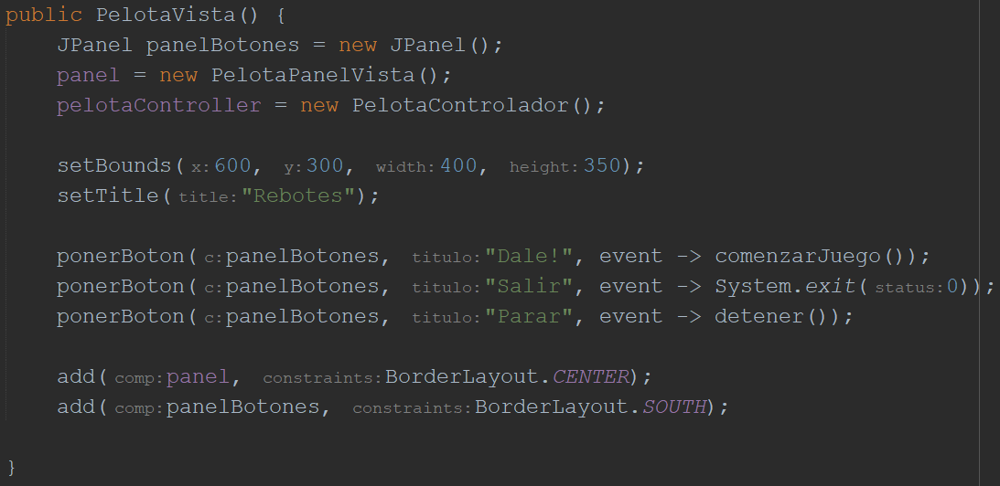 public PelotaVista() {
    JPanel panelBotones = new JPanel();
    panel = new PelotaPanelVista();
    pelotaController = new PelotaControlador();
    setBounds( x: 600, y: 300, width: 400, height: 350);
    setTitle( title: "Rebotes");
    ponerBoton( c: panelBotones, titulo: "Dale!", event -> comenzarJuego());
    ponerBoton( c: panelBotones, titulo: "Salir", event -> System.exit( status: 0));
    ponerBoton( c: panelBotones, titulo: "Parar", event -> detener());
    add( comp: panel, constraints: BorderLayout.CENTER);
    add( comp: panelBotones, constraints: BorderLayout.SOUTH);
}